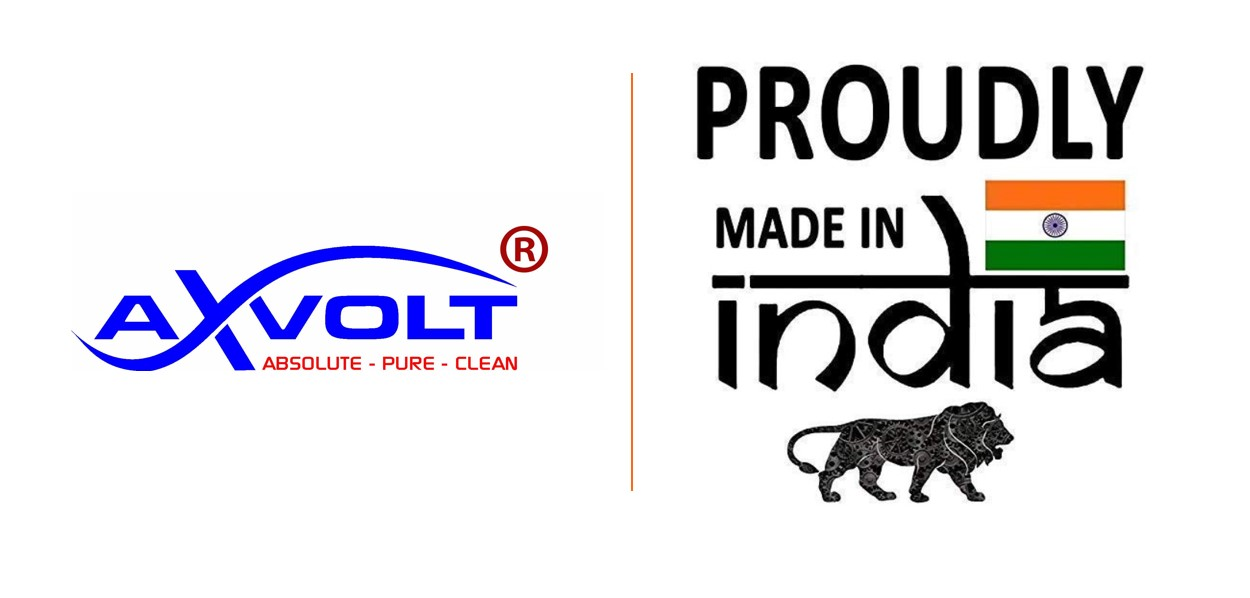 AXVOLT ®
ABSOLUTE - PURE - CLEAN
PROUDLY
MADE IN
india